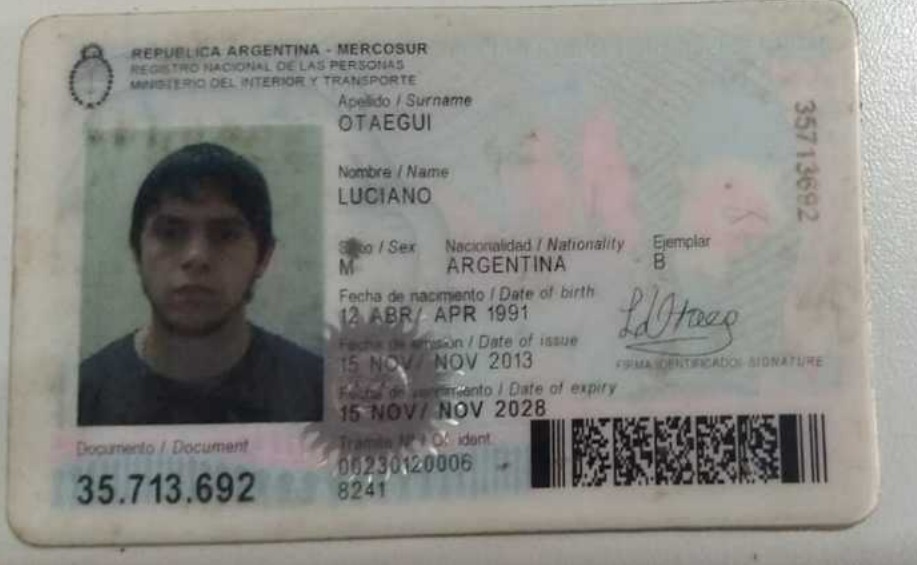 REPUBLICA ARGENTINA - MERCOSUR
REGISTRO NACIONAL DE LAS PERSONAS
MINISTERIO DEL INTERIOR Y TRANSPORTE
Apellido / Surname
OTAEGUI
Nombre / Name
LUCIANO
Sexo / Sex Nacionalidad / Nationality Ejemplar
M ARGENTINA B
Fecha de nacimiento / Date of birth
12 ABR/ APR 1991
Fecha de emisión / Date of issue
15 NOV/ NOV 2013
FIRMA IDENTIFICADO/ SIGNATURE
Fecha de vencimiento / Date of expiry
15 NOV/ NOV 2028
Documento / Document
35.713.692
Trámite Nº / Of. ident.
00230120006
8241
35713692